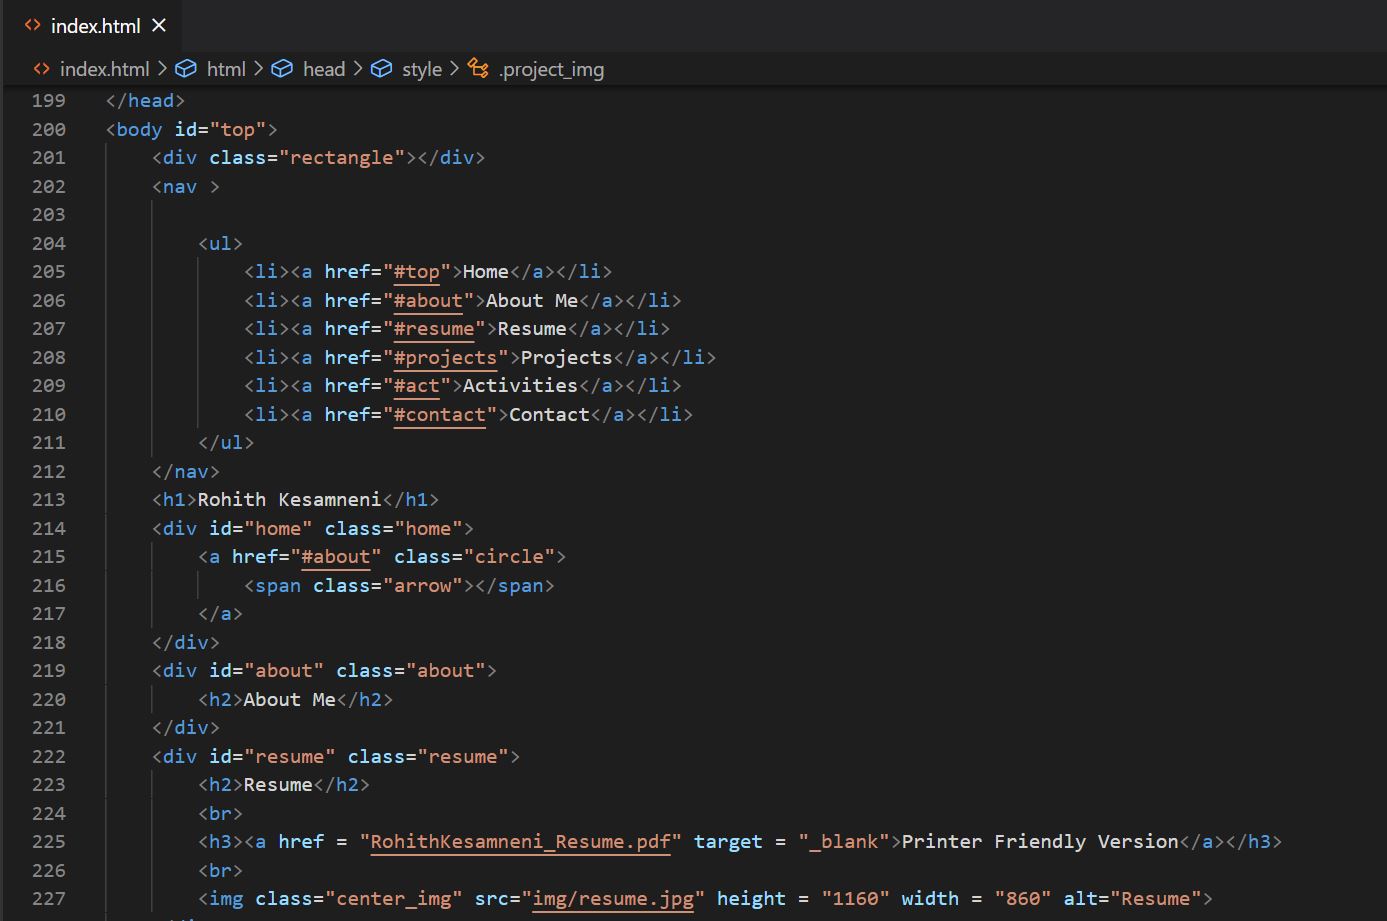 index.html
index.html > html > head > style > .project_img
199 </head>
200 <body id="top">
201 <div class="rectangle"></div>
202 <nav >
203
204 <ul>
205 <li><a href="#top">Home</a></li>
206 <li><a href="#about">About Me</a></li>
207 <li><a href="#resume">Resume</a></li>
208 <li><a href="#projects">Projects</a></li>
209 <li><a href="#act">Activities</a></li>
210 <li><a href="#contact">Contact</a></li>
211 </ul>
212 </nav>
213 <h1>Rohith Kesamneni</h1>
214 <div id="home" class="home">
215 <a href="#about" class="circle">
216 <span class="arrow"></span>
217 </a>
218 </div>
219 <div id="about" class="about">
220 <h2>About Me</h2>
221 </div>
222 <div id="resume" class="resume">
223 <h2>Resume</h2>
224 <br>
225 <h3><a href = "RohithKesamneni_Resume.pdf" target = "_blank">Printer Friendly Version</a></h3>
226 <br>
227 <img class="center_img" src="img/resume.jpg" height = "1160" width = "860" alt="Resume">